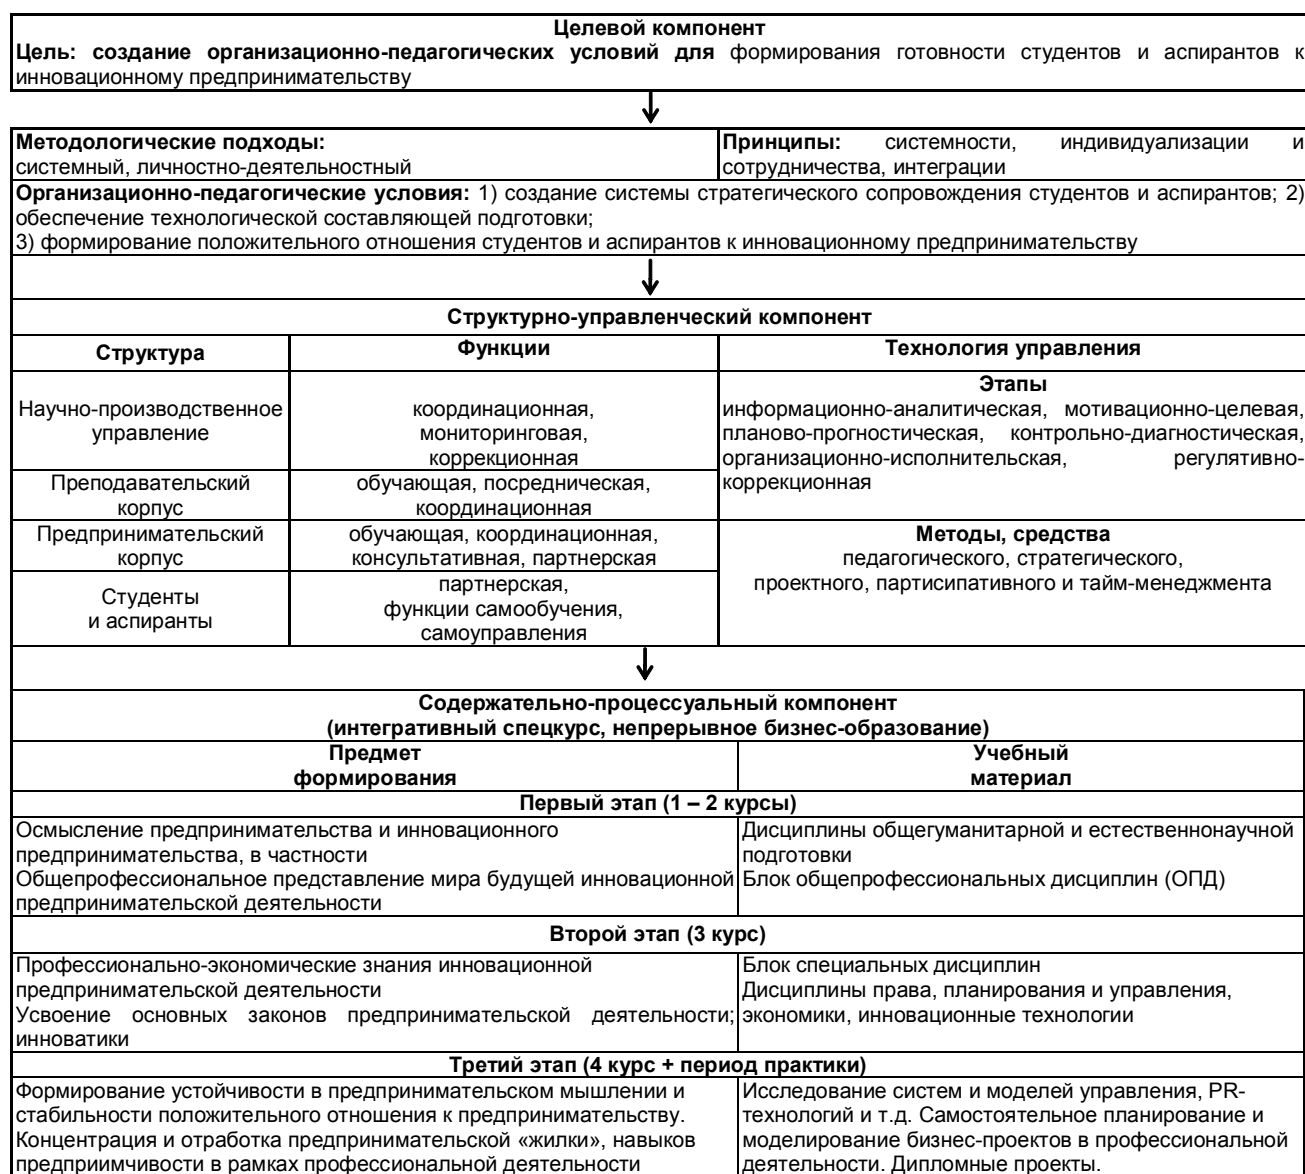 Целевой компонент
Цель: создание организационно-педагогических условий для формирования готовности студентов и аспирантов к
инновационному предпринимательству
Методологические подходы:
системный, личностно-деятельностный
Принципы: системности, индивидуализации и
сотрудничества, интеграции
Организационно-педагогические условия: 1) создание системы стратегического сопровождения студентов и аспирантов; 2)
обеспечение технологической составляющей подготовки;
3) формирование положительного отношения студентов и аспирантов к инновационному предпринимательству
Структурно-управленческий компонент
Структура
Функции
Технология управления
Научно-производственное
управление
координационная,
мониторинговая,
коррекционная
Этапы
информационно-аналитическая, мотивационно-целевая,
планово-прогностическая, контрольно-диагностическая,
организационно-исполнительская, регулятивно-
коррекционная
Преподавательский
корпус
обучающая, посредническая,
координационная
Предпринимательский
корпус
обучающая, координационная,
консультативная, партнерская
Методы, средства
педагогического, стратегического,
проектного, партисипативного и тайм-менеджмента
Студенты
и аспиранты
партнерская,
функции самообучения,
самоуправления
Содержательно-процессуальный компонент
(интегративный спецкурс, непрерывное бизнес-образование)
Предмет
формирования
Учебный
материал
Первый этап (1 – 2 курсы)
Осмысление предпринимательства и инновационного
предпринимательства, в частности
Общепрофессиональное представление мира будущей инновационной
предпринимательской деятельности
Дисциплины общегуманитарной и естественнонаучной
подготовки
Блок общепрофессиональных дисциплин (ОПД)
Второй этап (3 курс)
Профессионально-экономические знания инновационной
предпринимательской деятельности
Усвоение основных законов предпринимательской деятельности;
инноватики
Блок специальных дисциплин
Дисциплины права, планирования и управления,
экономики, инновационные технологии
Третий этап (4 курс + период практики)
Формирование устойчивости в предпринимательском мышлении и
стабильности положительного отношения к предпринимательству.
Концентрация и отработка предпринимательской «жилки», навыков
предприимчивости в рамках профессиональной деятельности
Исследование систем и моделей управления, PR-
технологий и т.д. Самостоятельное планирование и
моделирование бизнес-проектов в профессиональной
деятельности. Дипломные проекты.